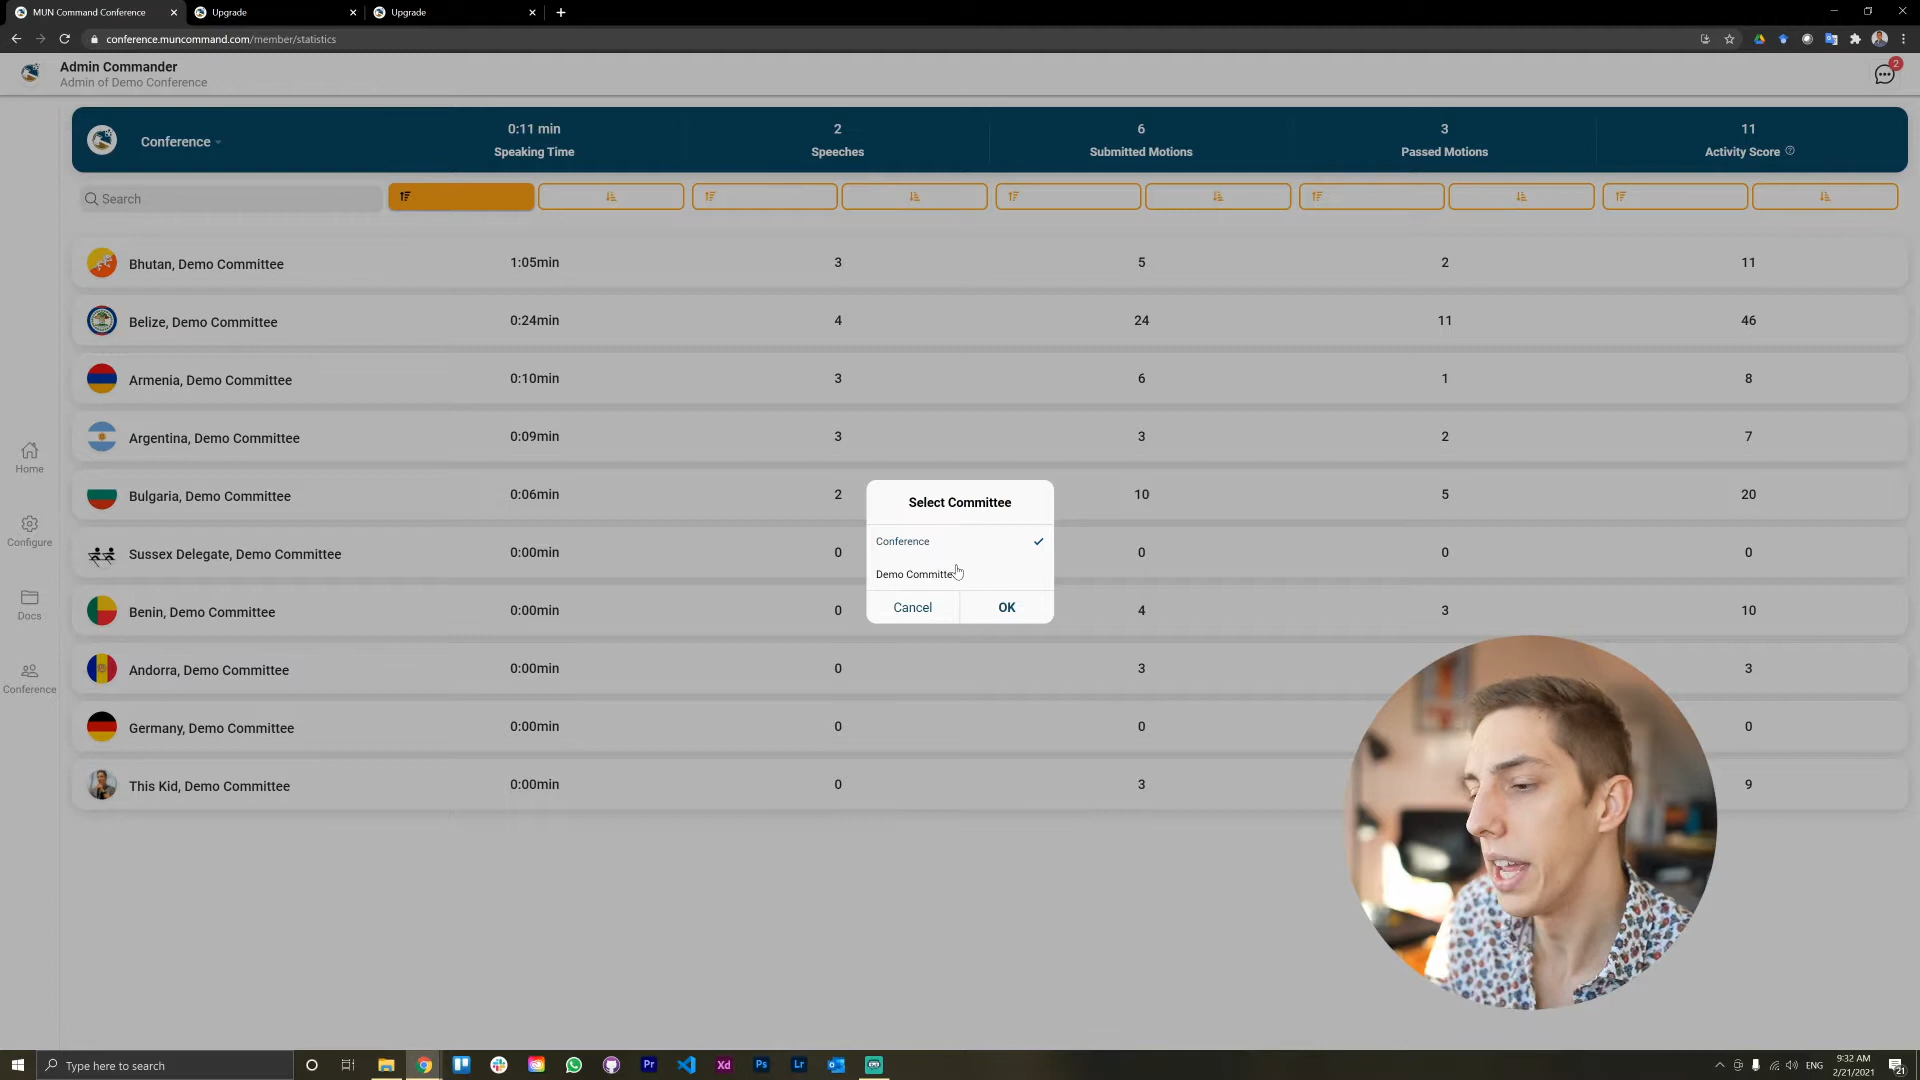 MUN Command Conference
Upgrade
Upgrade
conference.muncommand.com/member/statistics
Admin Commander
Admin of Demo Conference
2
Conference
0:11 min
Speaking Time
2
Speeches
6
Submitted Motions
3
Passed Motions
11
Activity Score
Search
Bhutan, Demo Committee 1:05min 3 5 2 11
Belize, Demo Committee 0:24min 4 24 11 46
Armenia, Demo Committee 0:10min 3 6 1 8
Argentina, Demo Committee 0:09min 3 3 2 7
Bulgaria, Demo Committee 0:06min 2 10 5 20
Sussex Delegate, Demo Committee 0:00min 0 0 0 0
Benin, Demo Committee 0:00min 0 4 3 10
Andorra, Demo Committee 0:00min 0 3 3
Germany, Demo Committee 0:00min 0 0 0
This Kid, Demo Committee 0:00min 0 3 9
Select Committee
Conference
Demo Committee
Cancel OK
Home
Configure
Docs
Conference
Type here to search
Pr
Xd
Ps
Lr
ENG
9:32 AM
2/21/2021
21